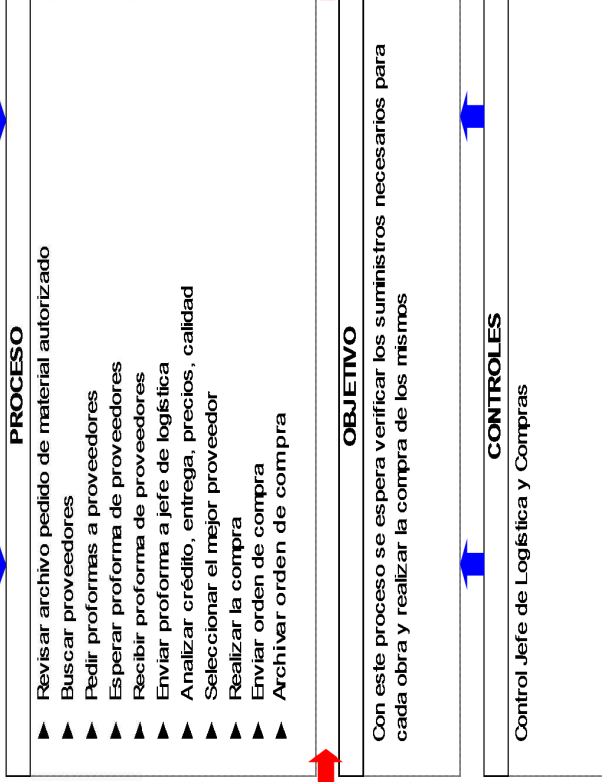 PROCESO
► Revisar archivo pedido de material autorizado
► Buscar proveedores
► Pedir proformas a proveedores
► Esperar proforma de proveedores
► Recibir proforma de proveedores
► Enviar proforma a jefe de logística
► Analizar crédito, entrega, precios, calidad
► Seleccionar el mejor proveedor
► Realizar la compra
► Enviar orden de compra
► Archivar orden de compra
OBJETIVO
Con este proceso se espera verificar los suministros necesarios para
cada obra y realizar la compra de los mismos
CONTROLES
Control Jefe de Logística y Compras